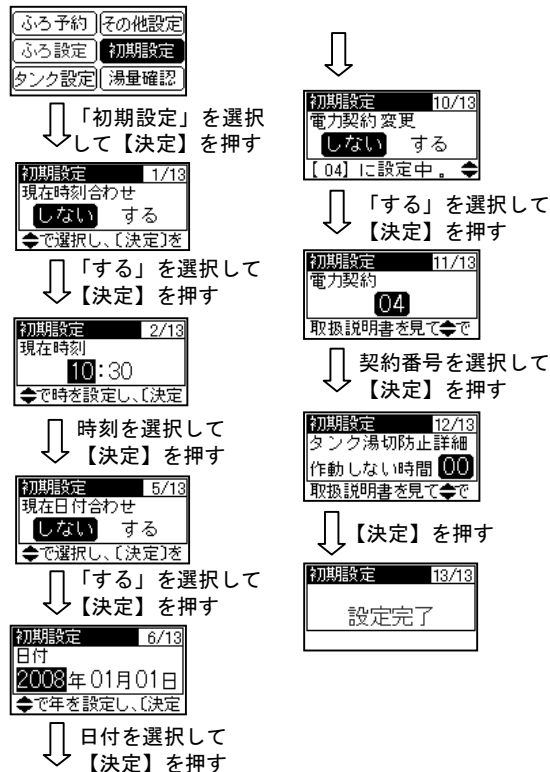 ふろ予約 その他設定
ふろ設定 初期設定
タンク設定 湯量確認
「初期設定」を選択
して【決定】を押す
初期設定 1/13
現在時刻合わせ
しない する
◆で選択し、〔決定〕を
「する」を選択して
【決定】を押す
初期設定 2/13
現在時刻
10:30
◆で時を設定し、〔決定
時刻を選択して
【決定】を押す
初期設定 5/13
現在日付合わせ
しない する
◆で選択し、〔決定〕を
「する」を選択して
【決定】を押す
初期設定 6/13
日付
2008年01月01日
◆で年を設定し、〔決定
日付を選択して
【決定】を押す
初期設定 10/13
電力契約変更
しない する
【04】に設定中。 ◆
「する」を選択して
【決定】を押す
初期設定 11/13
電力契約
04
取扱説明書を見て◆で
契約番号を選択して
【決定】を押す
初期設定 12/13
タンク湯切防止詳細
作動しない時間 00
取扱説明書を見て◆で
【決定】を押す
初期設定 13/13
設定完了